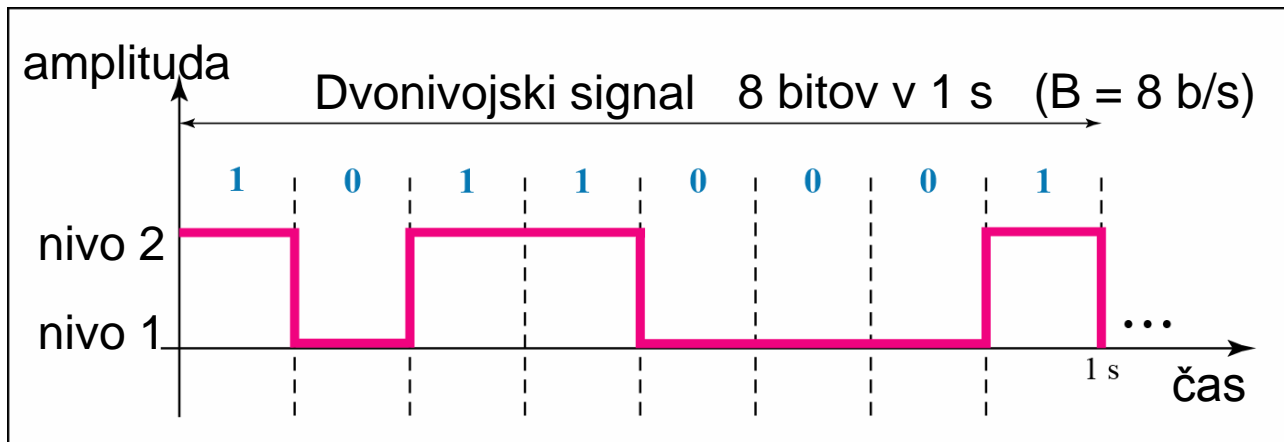 amplituda
Dvonivojski signal 8 bitov v 1 s (B = 8 b/s)
1 0 1 1 0 0 0 1
nivo 2
nivo 1
...
1 s
čas